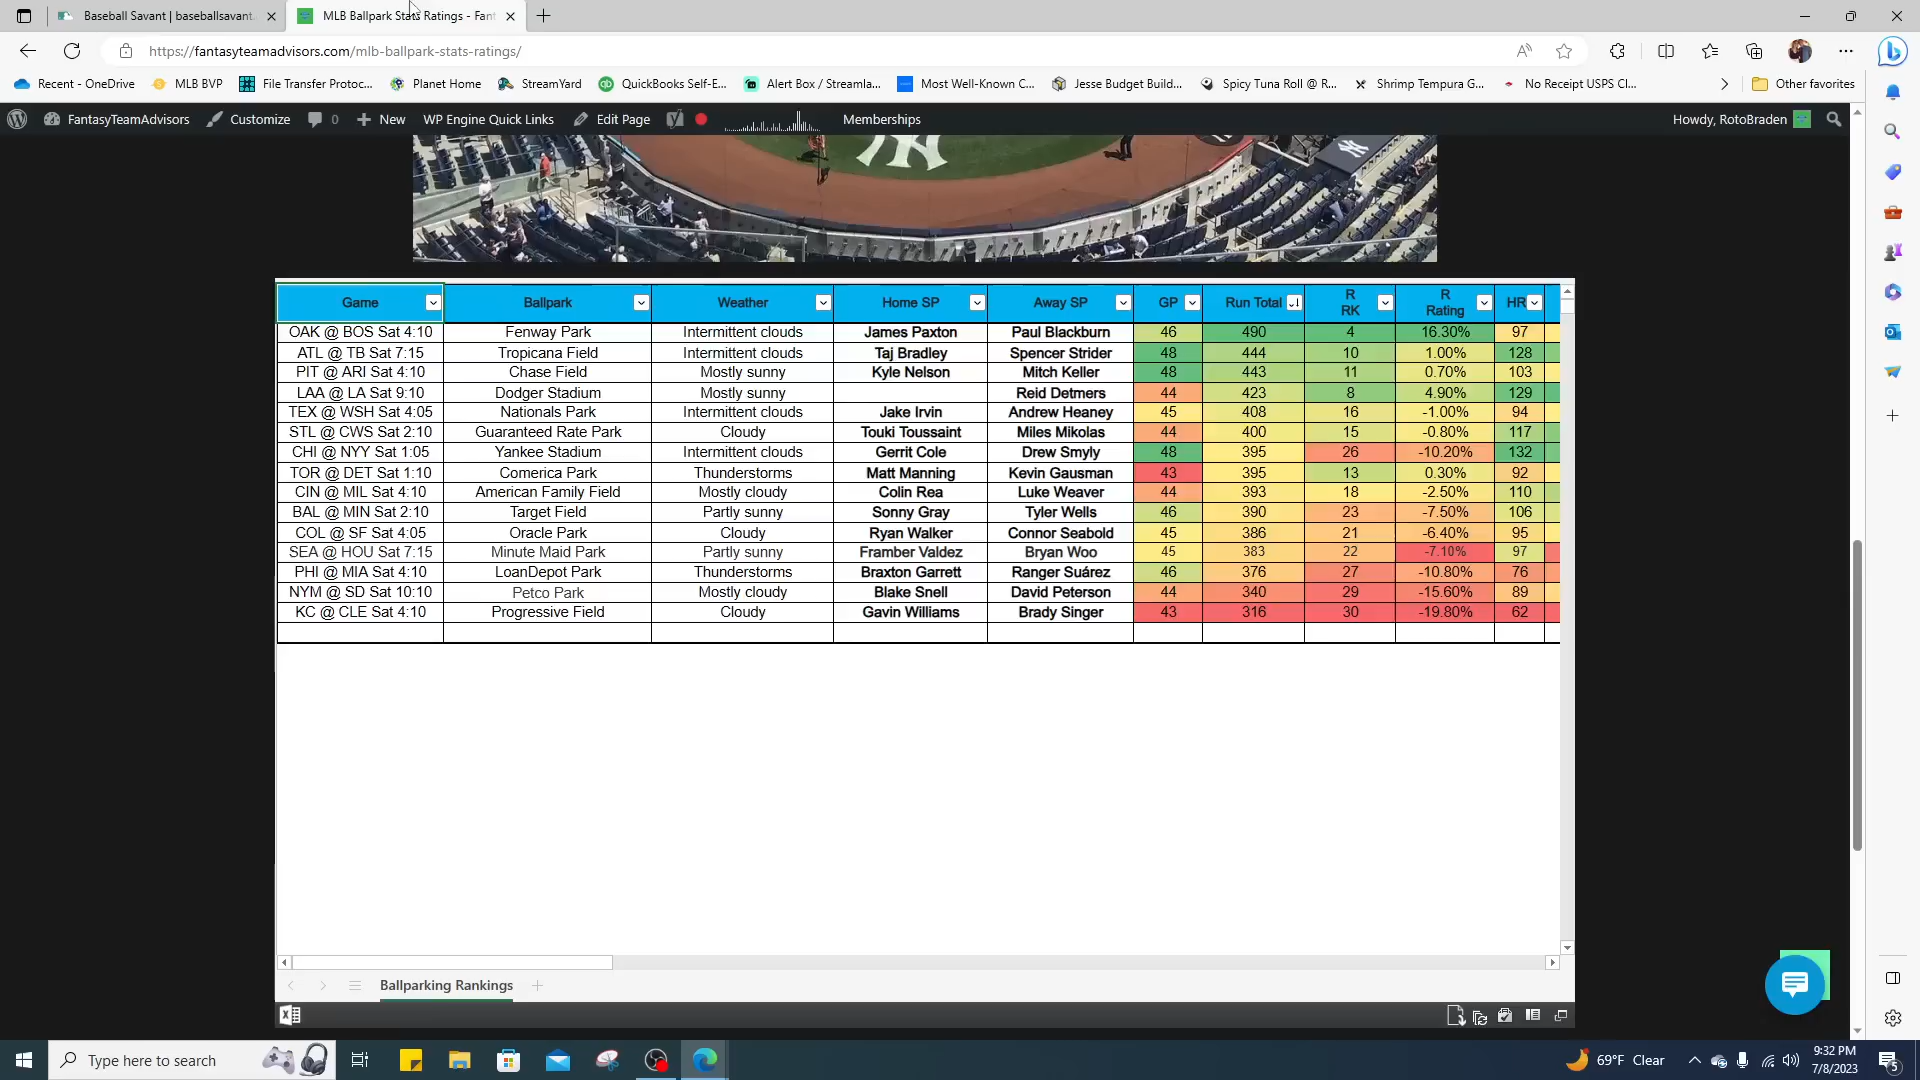 Baseball Savant | baseballsavant.
MLB Ballpark Stats Ratings - Fant
https://fantasyteamadvisors.com/mlb-ballpark-stats-ratings/
Recent - OneDrive MLB BVP File Transfer Protoc... Planet Home StreamYard QuickBooks Self-E... Alert Box / Streamla... Most Well-Known C... Jesse Budget Build... Spicy Tuna Roll @ R... Shrimp Tempura G... No Receipt USPS Cl... Other favorites
FantasyTeamAdvisors Customize 0 New WP Engine Quick Links Edit Page Memberships Howdy, RotoBraden
Game Ballpark Weather Home SP Away SP GP Run Total R RK R Rating HR
OAK @ BOS Sat 4:10 Fenway Park Intermittent clouds James Paxton Paul Blackburn 46 490 4 16.30% 97
ATL @ TB Sat 7:15 Tropicana Field Intermittent clouds Taj Bradley Spencer Strider 48 444 10 1.00% 128
PIT @ ARI Sat 4:10 Chase Field Mostly sunny Kyle Nelson Mitch Keller 48 443 11 0.70% 103
LAA @ LA Sat 9:10 Dodger Stadium Mostly sunny Reid Detmers 44 423 8 4.90% 129
TEX @ WSH Sat 4:05 Nationals Park Intermittent clouds Jake Irvin Andrew Heaney 45 408 16 -1.00% 94
STL @ CWS Sat 2:10 Guaranteed Rate Park Cloudy Touki Toussaint Miles Mikolas 44 400 15 -0.80% 117
CHI @ NYY Sat 1:05 Yankee Stadium Intermittent clouds Gerrit Cole Drew Smyly 48 395 26 -10.20% 132
TOR @ DET Sat 1:10 Comerica Park Thunderstorms Matt Manning Kevin Gausman 43 395 13 0.30% 92
CIN @ MIL Sat 4:10 American Family Field Mostly cloudy Colin Rea Luke Weaver 44 393 18 -2.50% 110
BAL @ MIN Sat 2:10 Target Field Partly sunny Sonny Gray Tyler Wells 46 390 23 -7.50% 106
COL @ SF Sat 4:05 Oracle Park Cloudy Ryan Walker Connor Seabold 45 386 21 -6.40% 95
SEA @ HOU Sat 7:15 Minute Maid Park Partly sunny Framber Valdez Bryan Woo 45 383 22 -7.10% 97
PHI @ MIA Sat 4:10 LoanDepot Park Thunderstorms Braxton Garrett Ranger Suárez 46 376 27 -10.80% 76
NYM @ SD Sat 10:10 Petco Park Mostly cloudy Blake Snell David Peterson 44 340 29 -15.60% 89
KC @ CLE Sat 4:10 Progressive Field Cloudy Gavin Williams Brady Singer 43 316 30 -19.80% 62
Ballparking Rankings
Type here to search
69°F Clear
9:32 PM
7/8/2023
5